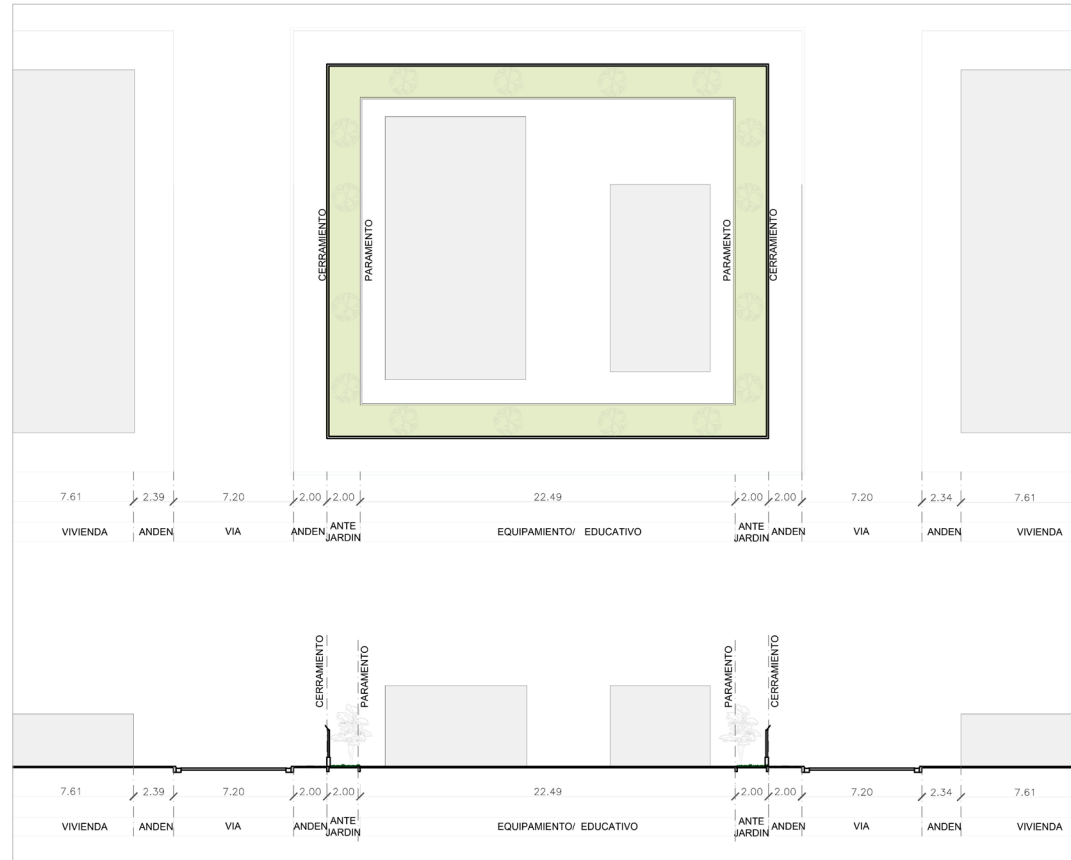 CERRAMIENTO
PARAMENTO
PARAMENTO
CERRAMIENTO
7.61 2.39 7.20 2.00 2.00 22.49 2.00 2.00 7.20 2.34 7.61
VIVIENDA ANDEN VIA ANDEN ANTE JARDIN EQUIPAMIENTO/ EDUCATIVO ANTE JARDIN ANDEN VIA ANDEN VIVIENDA
CERRAMIENTO
PARAMENTO
PARAMENTO
CERRAMIENTO
7.61 2.39 7.20 2.00 2.00 22.49 2.00 2.00 7.20 2.34 7.61
VIVIENDA ANDEN VIA ANDEN ANTE JARDIN EQUIPAMIENTO/ EDUCATIVO ANTE JARDIN ANDEN VIA ANDEN VIVIENDA